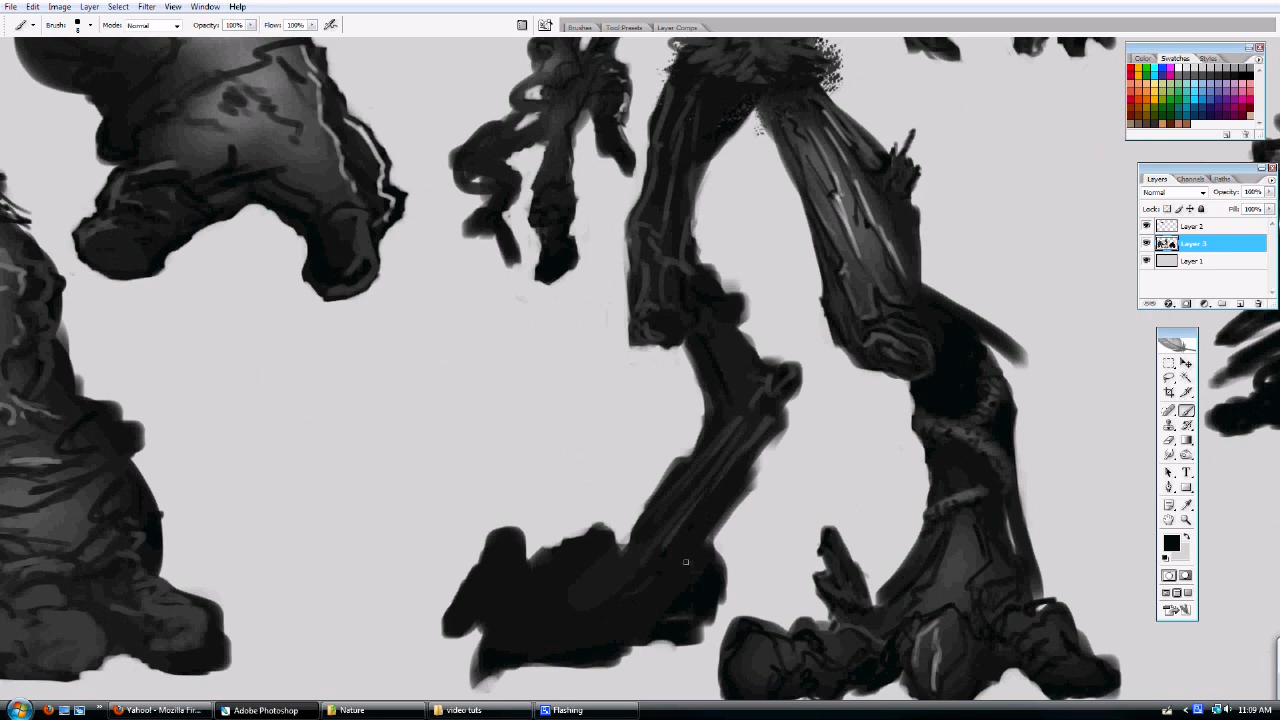 File Edit Image Layer Select Filter View Window Help
Brush: 8 Mode: Normal Opacity: 100% Flow: 100% Brushes Tool Presets Layer Comps
Color Swatches Styles
Layers Channels Paths
Normal Opacity: 100%
Lock: Fill: 100%
Layer 2
Layer 3
Layer 1
T
Yahoo! - Mozilla Fir... Adobe Photoshop Nature video tuts Flashing 11:09 AM